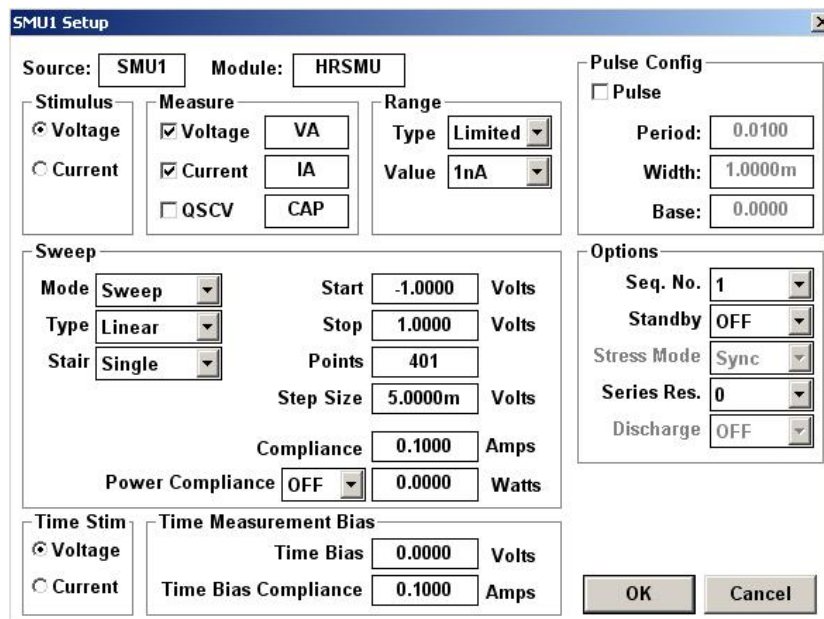 SMU1 Setup
Source: SMU1 Module: HRSMU
Stimulus
Voltage
Current
Measure
Voltage VA
Current IA
QSCV CAP
Range
Type Limited
Value 1nA
Pulse Config
Pulse
Period: 0.0100
Width: 1.0000m
Base: 0.0000
Sweep
Mode Sweep
Type Linear
Stair Single
Start -1.0000 Volts
Stop 1.0000 Volts
Points 401
Step Size 5.0000m Volts
Compliance 0.1000 Amps
Power Compliance OFF 0.0000 Watts
Options
Seq. No. 1
Standby OFF
Stress Mode Sync
Series Res. 0
Discharge OFF
Time Stim
Voltage
Current
Time Measurement Bias
Time Bias 0.0000 Volts
Time Bias Compliance 0.1000 Amps
OK Cancel